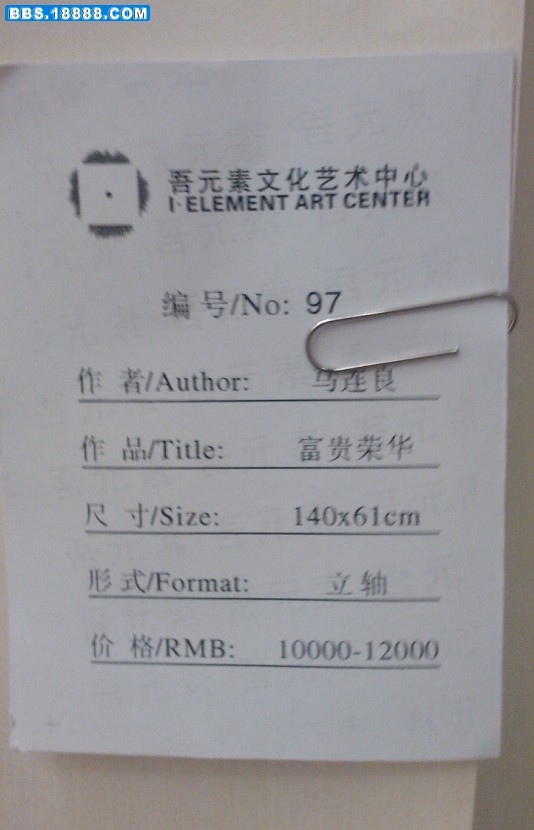 BBS.18888.COM
吾元素文化艺术中心
I·ELEMENT ART CENTER
编 号/No: 97
作 者/Author: 马连良
作 品/Title: 富贵荣华
尺 寸/Size: 140x61cm
形 式/Format: 立轴
价 格/RMB: 10000-12000